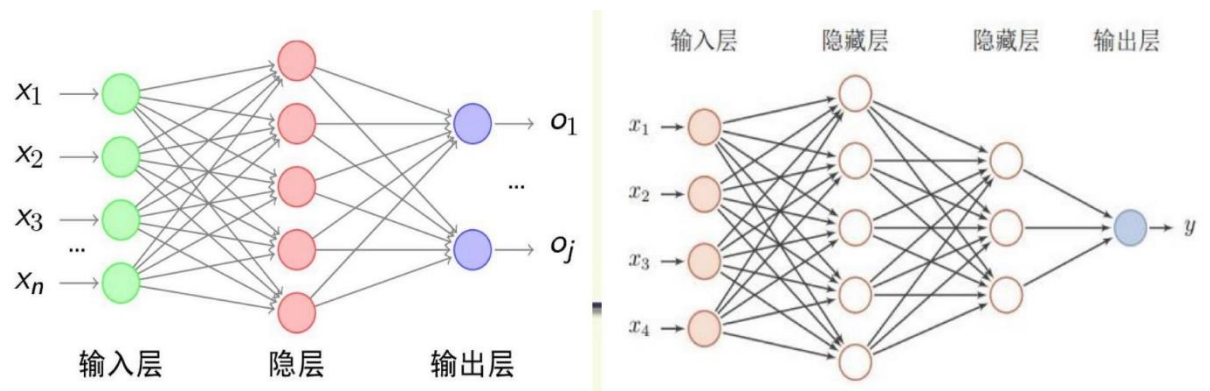 x1
x2
x3
...
xn
o1
...
oj
输入层 隐层 输出层
输入层 隐藏层 隐藏层 输出层
x1
x2
x3
x4
y